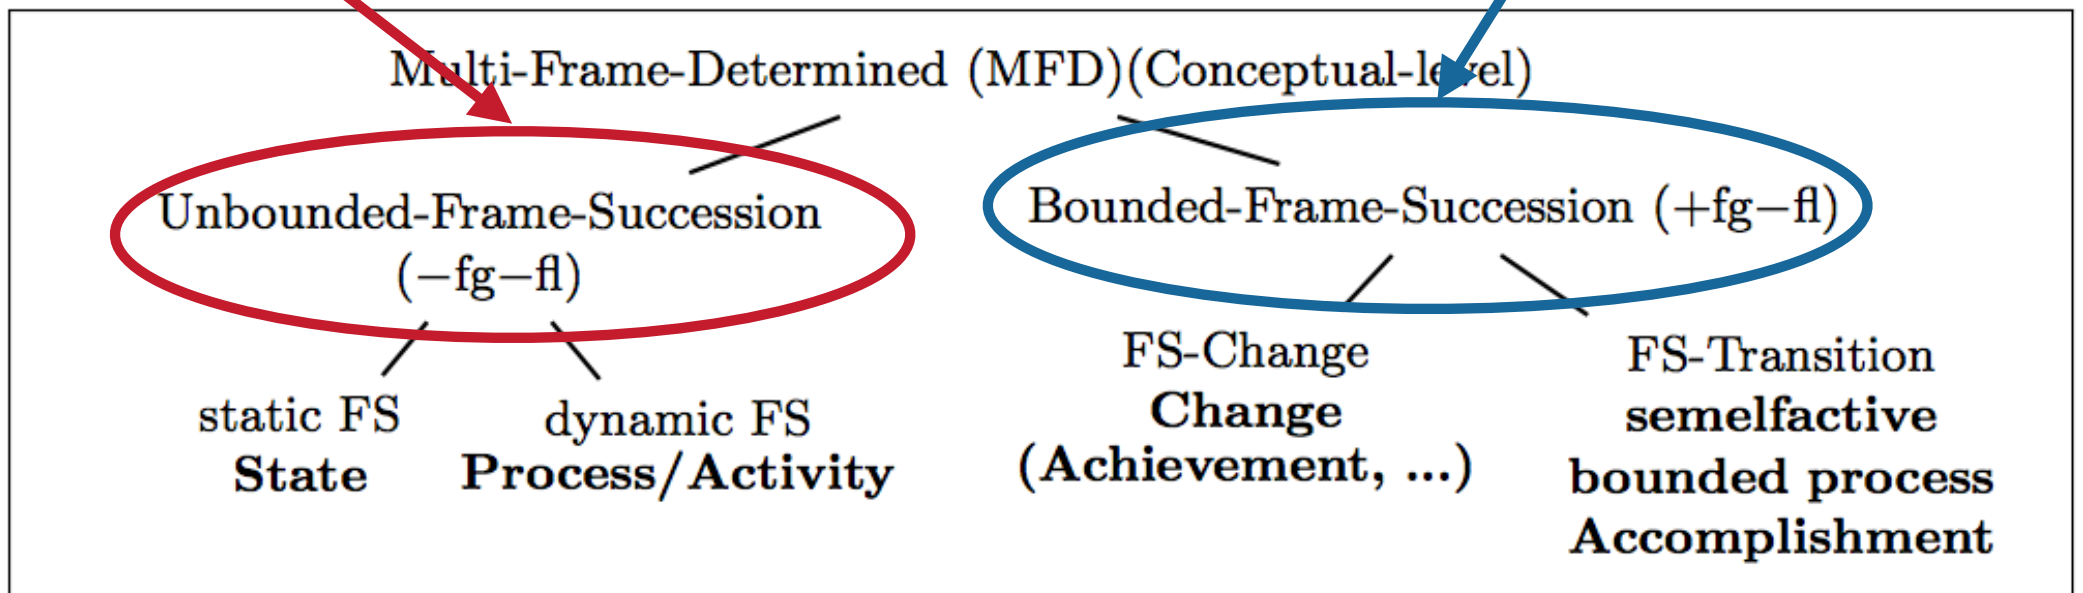 Multi-Frame-Determined (MFD)(Conceptual-level)
Unbounded-Frame-Succession
(−fg−fl)
Bounded-Frame-Succession (+fg−fl)
static FS
State
dynamic FS
Process/Activity
FS-Change
Change
(Achievement, ...)
FS-Transition
semelfactive
bounded process
Accomplishment